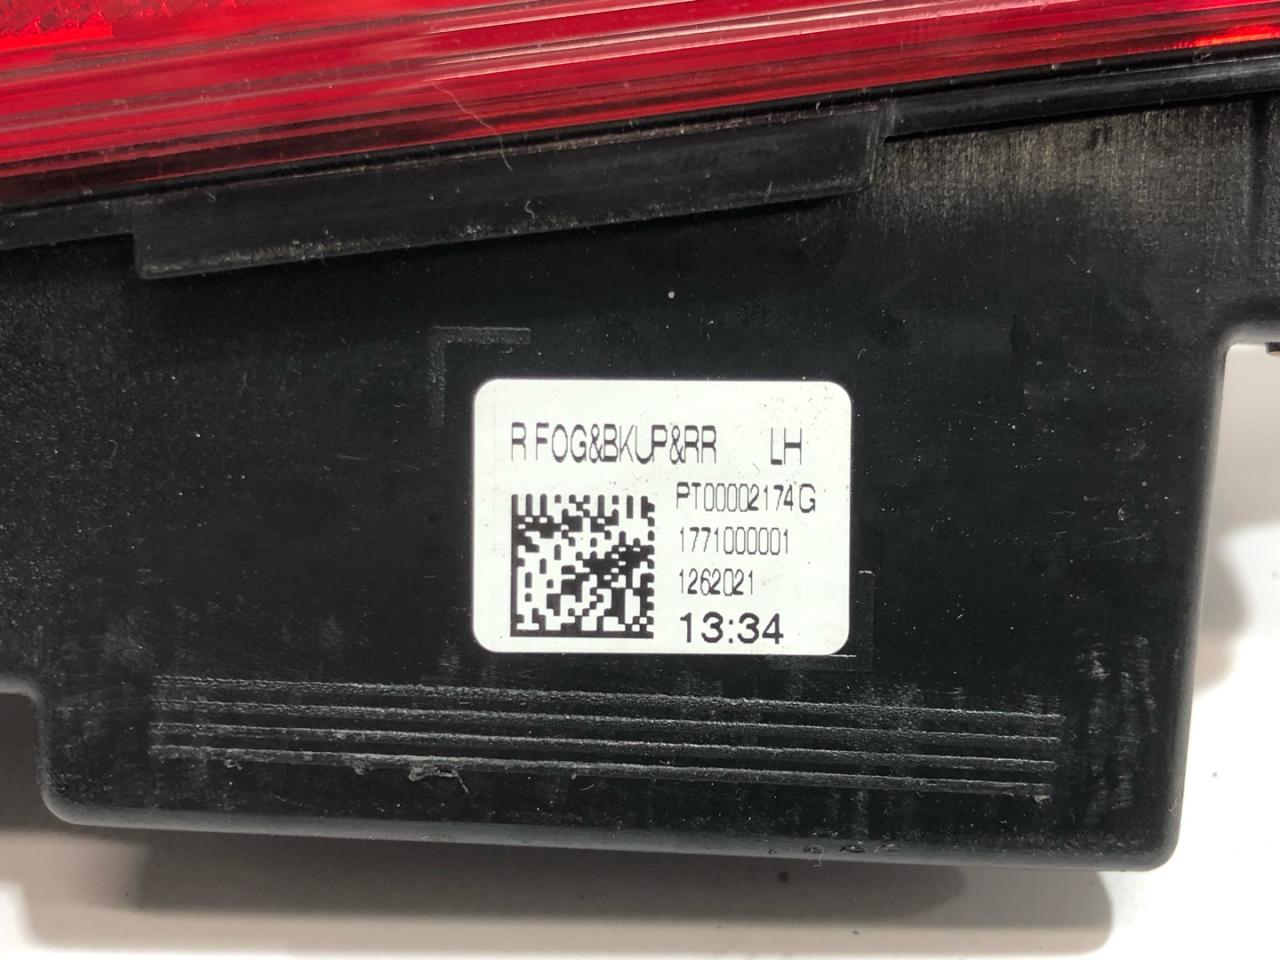 R FOG&BKUP&RR LH
PT00002174G
1771000001
1262021
13:34